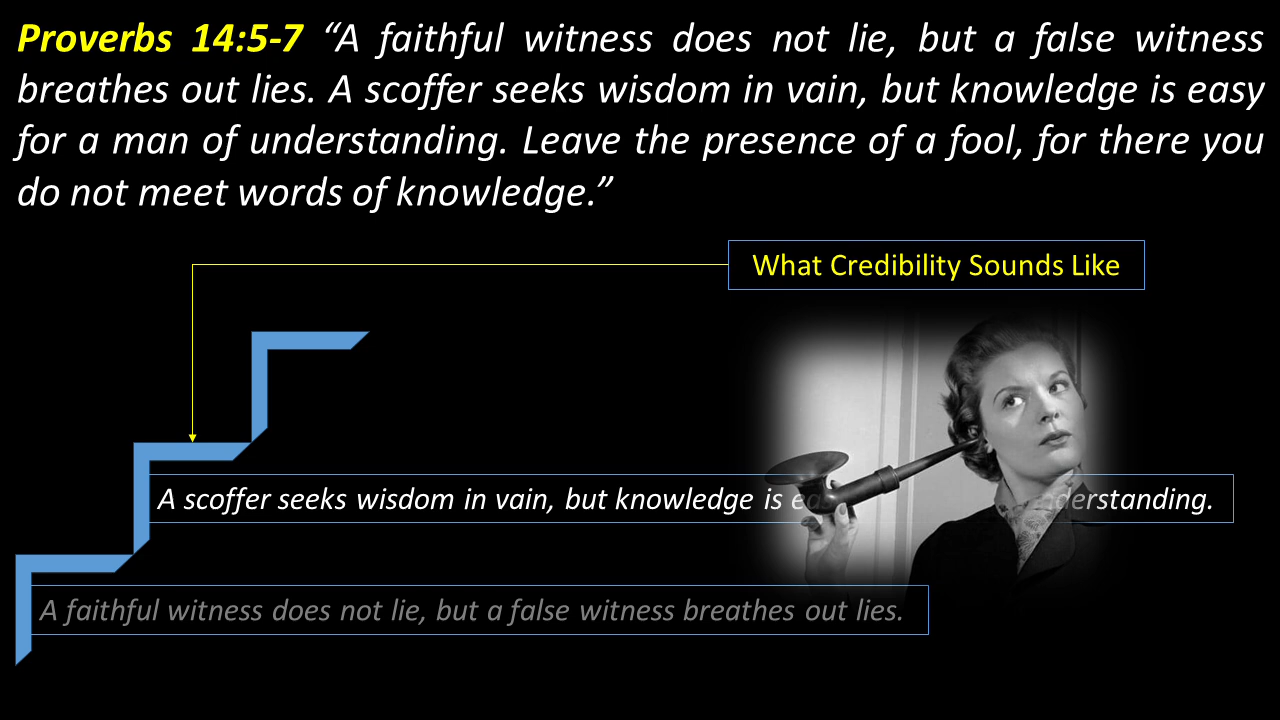 Proverbs 14:5-7 “A faithful witness does not lie, but a false witness
breathes out lies. A scoffer seeks wisdom in vain, but knowledge is easy
for a man of understanding. Leave the presence of a fool, for there you
do not meet words of knowledge.”
What Credibility Sounds Like
A scoffer seeks wisdom in vain, but knowledge is understanding.
A faithful witness does not lie, but a false witness breathes out lies.